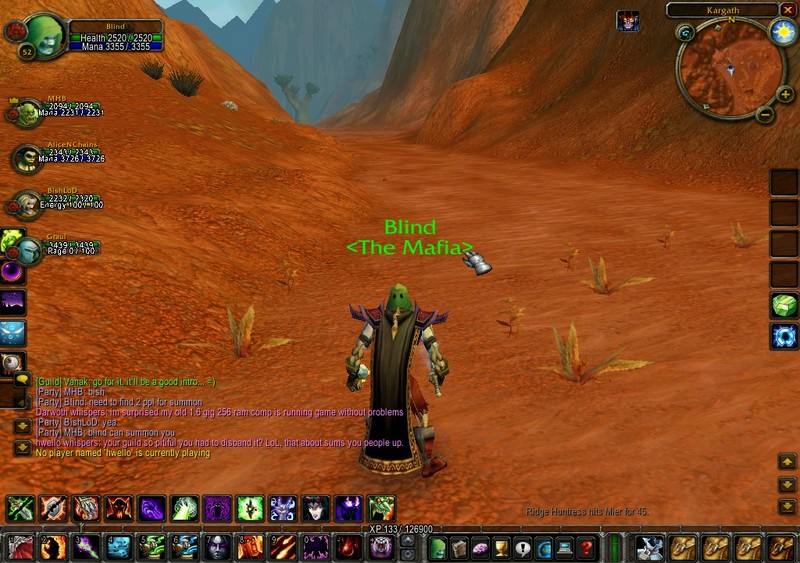 Blind
Kargath
N
Health 2520 / 2520
Mana 3355 / 3355
52
MHB
2094 / 2094
Mana 2231 / 2231
AliceNChains
2343 / 2343
Mana 3726 / 3726
BishLoD
2232 / 2320
Energy 100 / 100
Graul
3439 / 3439
Rage 0 / 100
Blind
<The Mafia>
[Guild] Vanak: go for it, it'll be a good intro... =)
[Party] MHB: bish
[Party] Blind: need to find 2 ppl for summon
Darwoth whispers: im surprised my old 1.6 gig 256 ram comp is running game without problems
[Party] BishLoD: yea.
[Party] MHB: blind can summon you
hwello whispers: your guild so pitiful you had to disband it? LoL, that about sums you people up.
No player named 'hwello' is currently playing
Ridge Huntress hits Mier for 45.
XP 133 / 126900